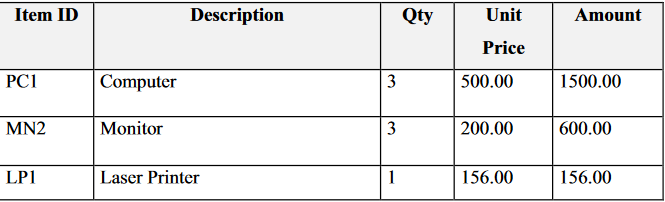 Item ID Description Qty Unit Price Amount
PC1 Computer 3 500.00 1500.00
MN2 Monitor 3 200.00 600.00
LP1 Laser Printer 1 156.00 156.00